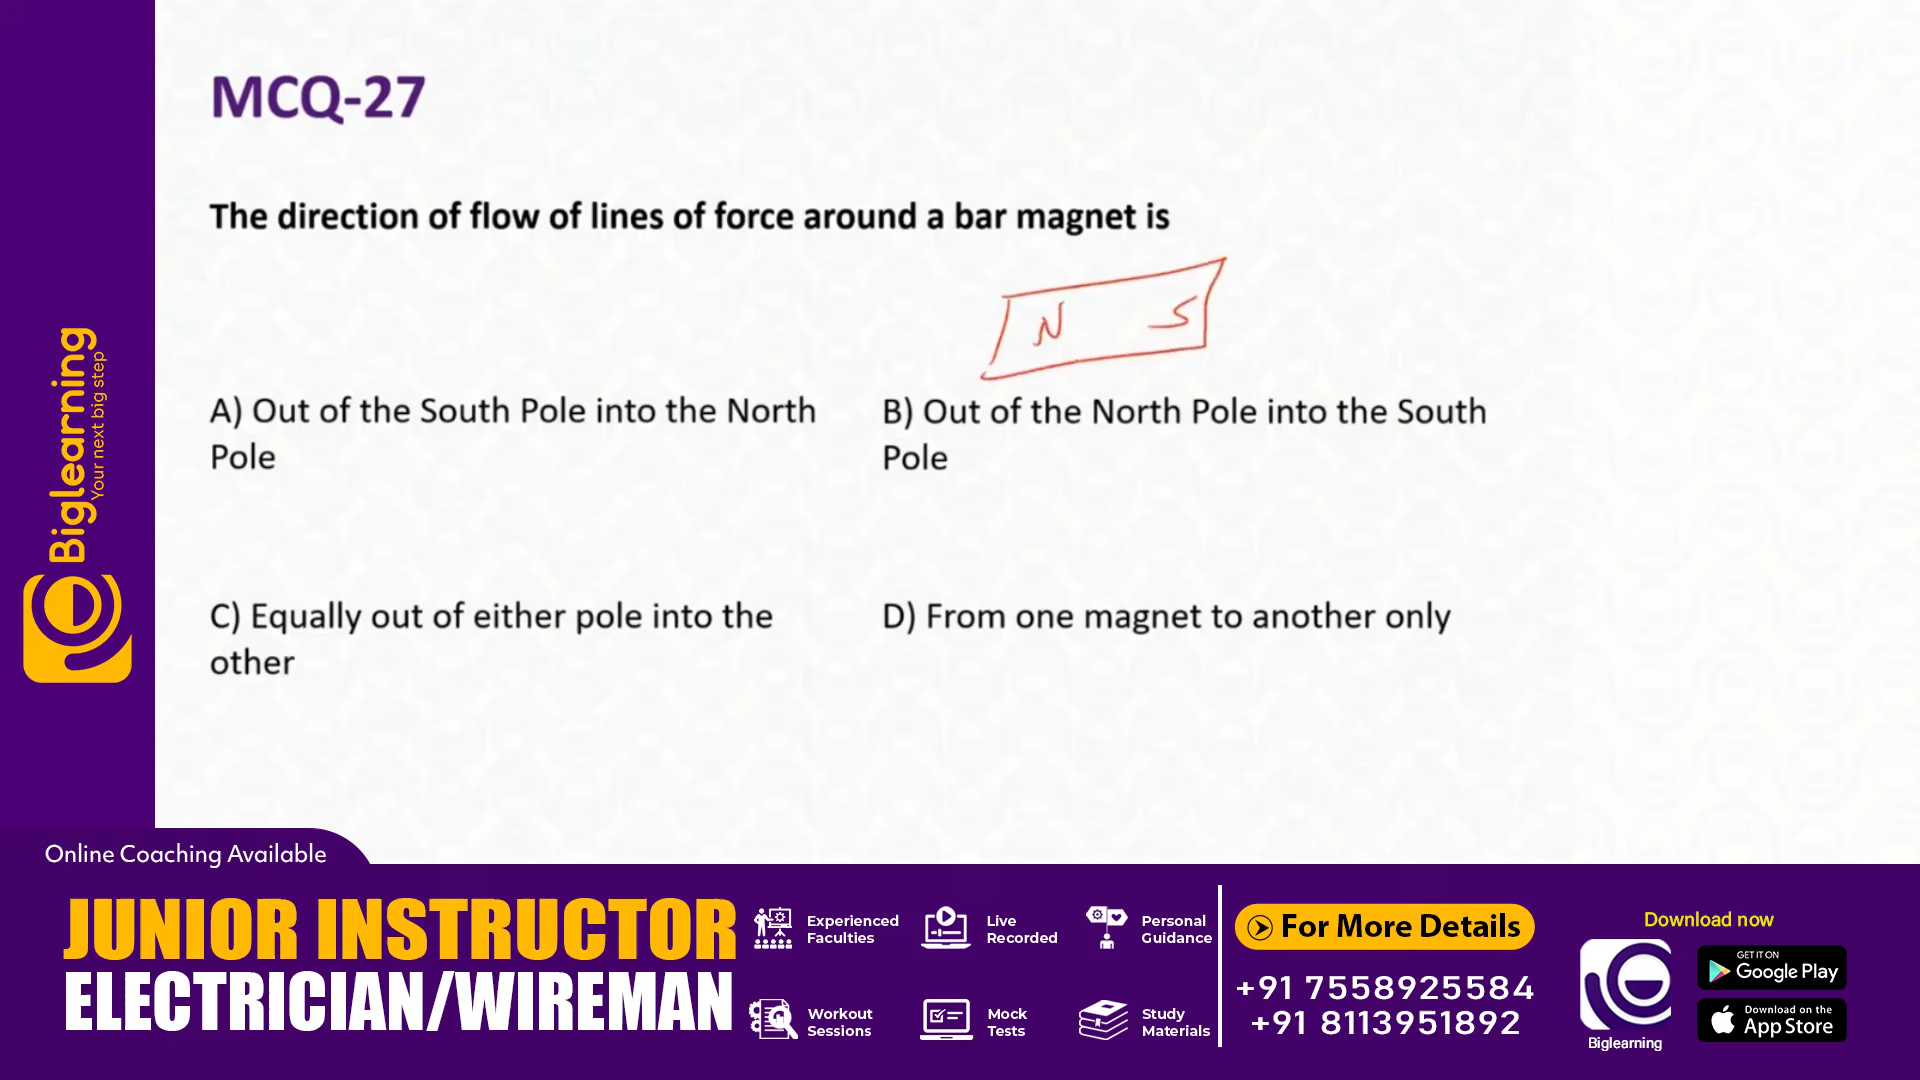 MCQ-27
The direction of flow of lines of force around a bar magnet is
N S
A) Out of the South Pole into the North
Pole
B) Out of the North Pole into the South
Pole
C) Equally out of either pole into the
other
D) From one magnet to another only
Biglearning
Your next big step
Online Coaching Available
JUNIOR INSTRUCTOR
ELECTRICIAN/WIREMAN
Experienced
Faculties
Live
Recorded
Personal
Guidance
Workout
Sessions
Mock
Tests
Study
Materials
For More Details
+91 7558925584
+91 8113951892
Download now
Biglearning
GET IT ON
Google Play
Download on the
App Store